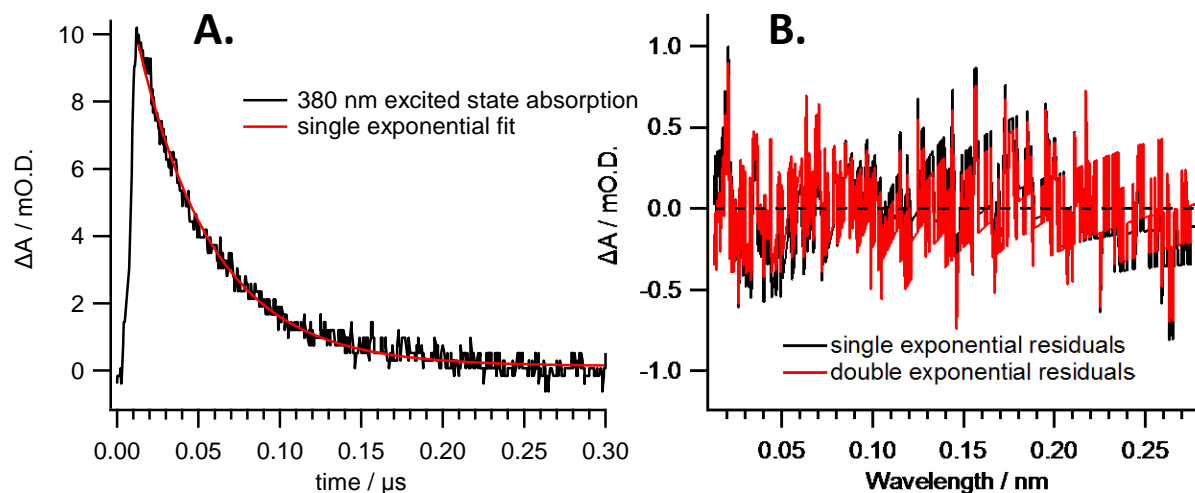 A.
10
8
6
4
2
0
ΔA / mO.D.
380 nm excited state absorption
single exponential fit
0.00
0.05
0.10
0.15
0.20
0.25
0.30
time / µs
B.
1.0
0.5
0.0
-0.5
-1.0
ΔA / mO.D.
single exponential residuals
double exponential residuals
0.05
0.10
0.15
0.20
0.25
Wavelength / nm